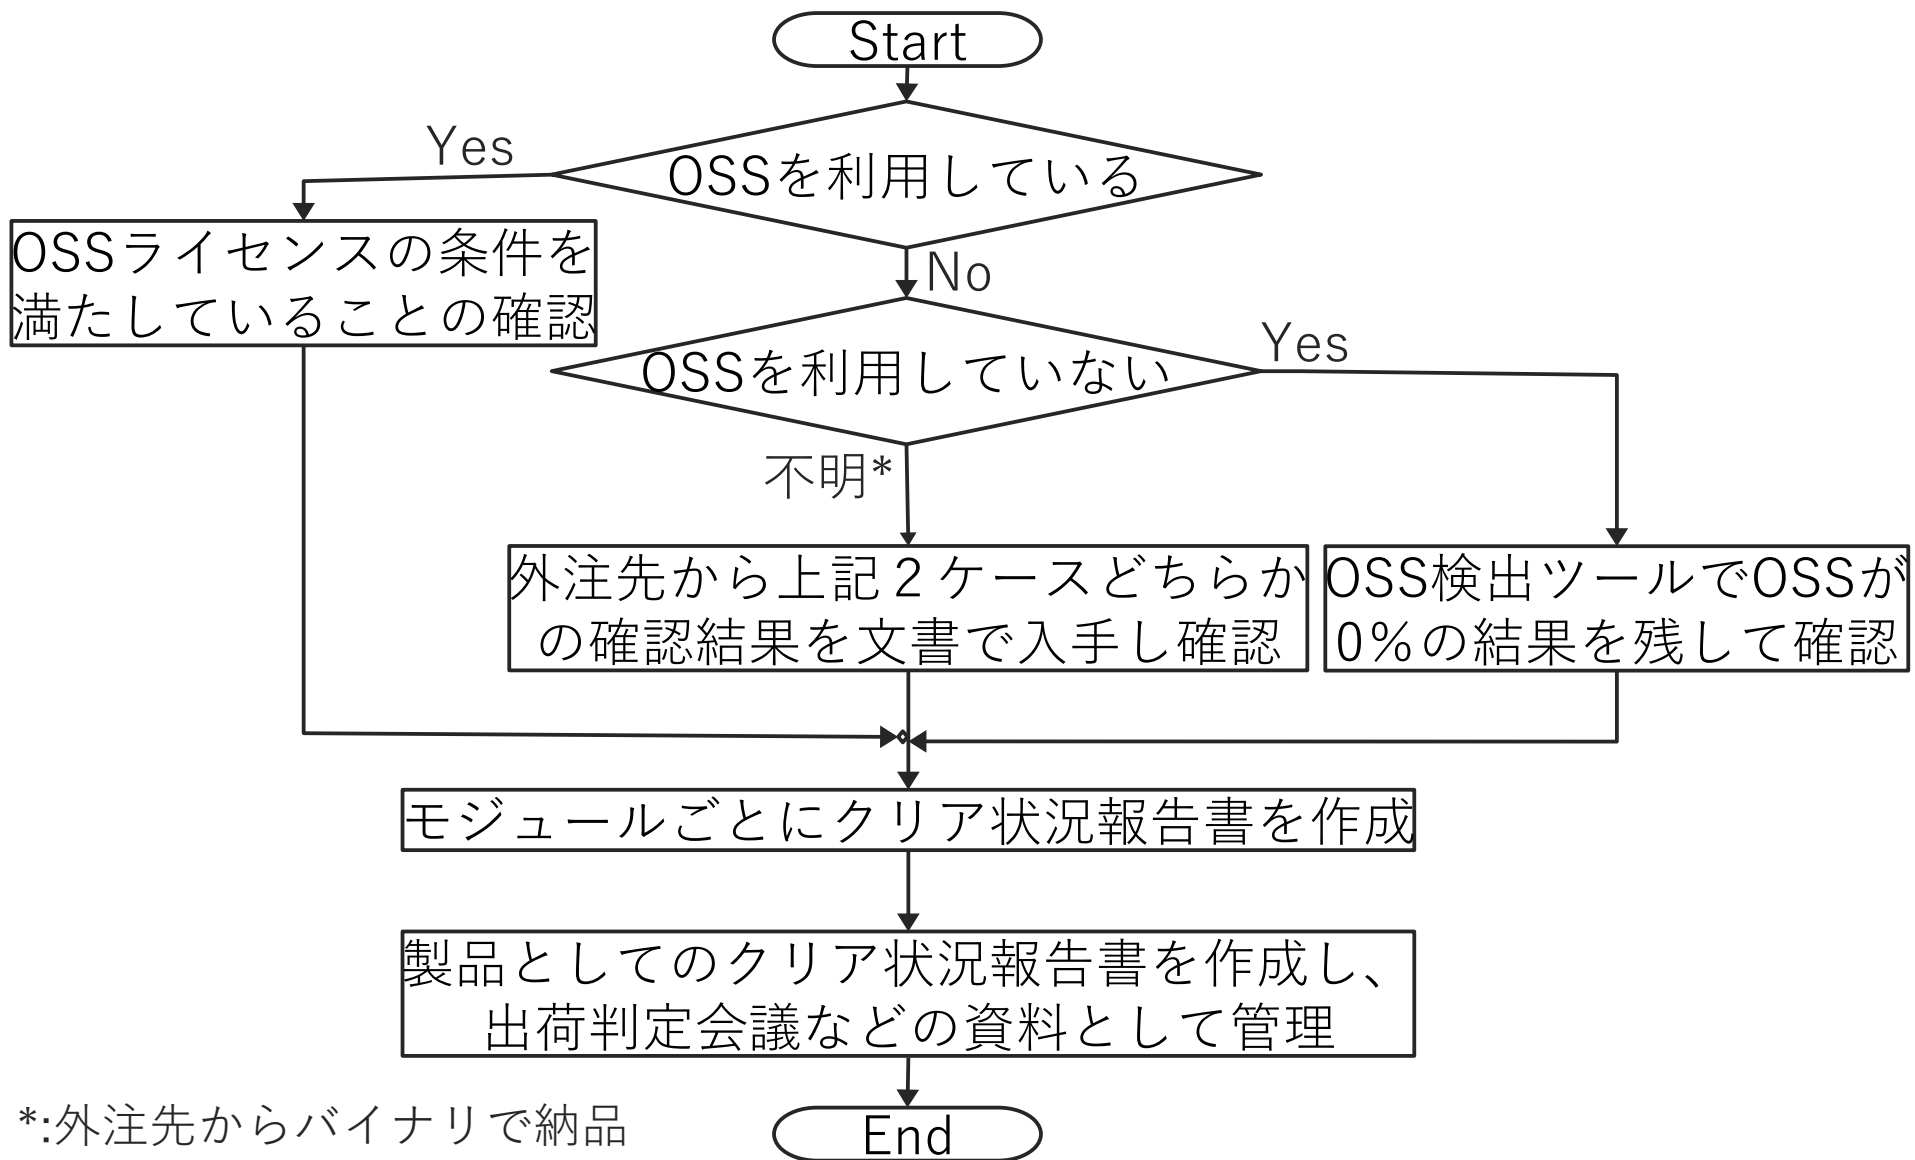 Start
OSSを利用している
Yes
OSSライセンスの条件を
満たしていることの確認
No
OSSを利用していない
Yes
不明*
外注先から上記２ケースどちらか
の確認結果を文書で入手し確認
OSS検出ツールでOSSが
0%の結果を残して確認
モジュールごとにクリア状況報告書を作成
製品としてのクリア状況報告書を作成し、
出荷判定会議などの資料として管理
End
*:外注先からバイナリで納品